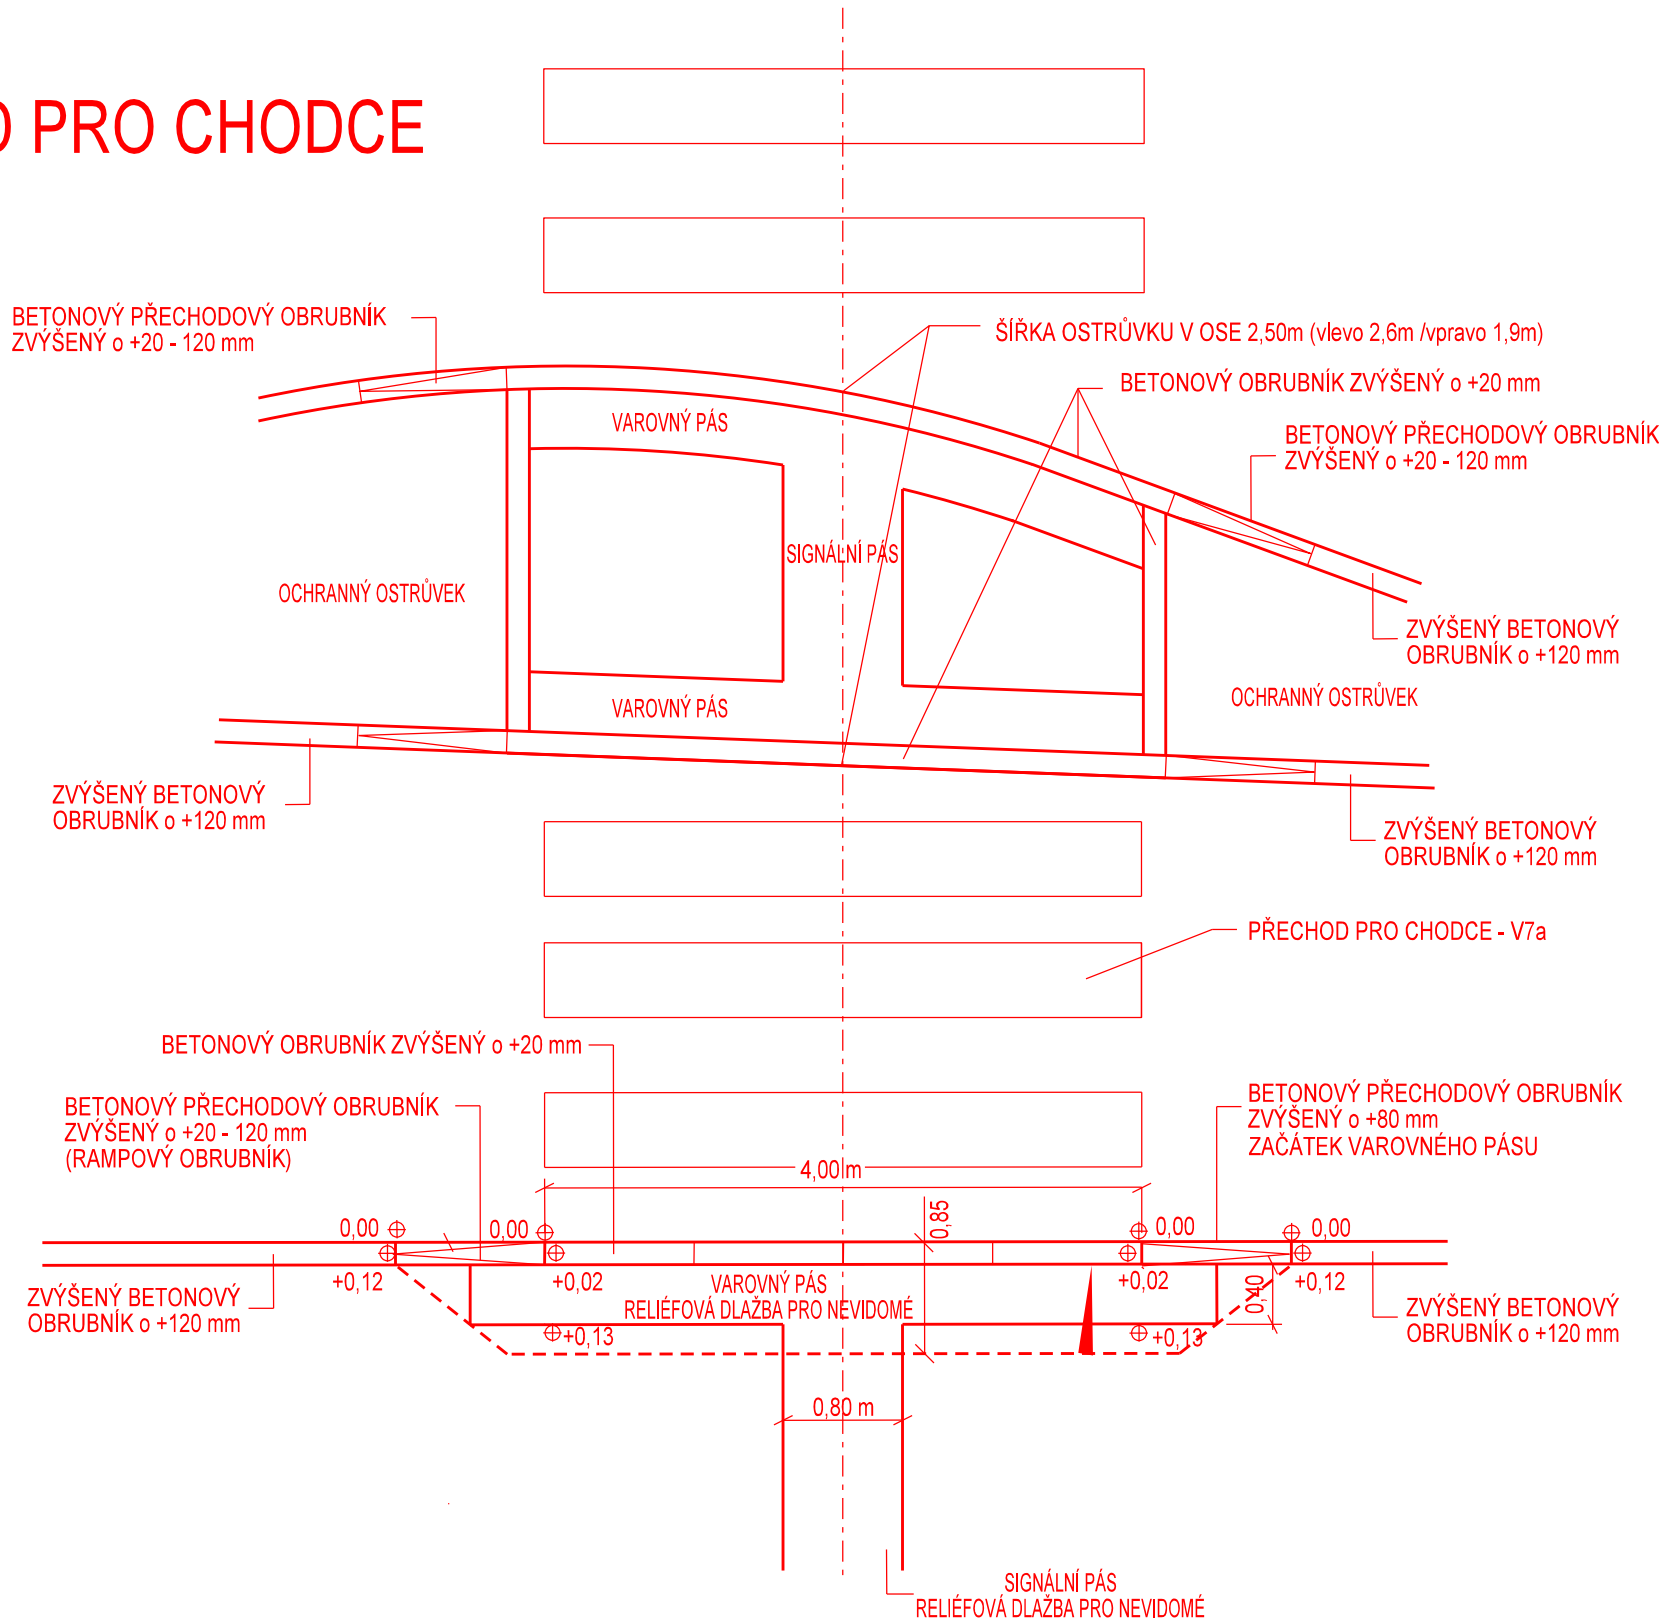 D PRO CHODCE
BETONOVÝ PŘECHODOVÝ OBRUBNÍK
ZVÝŠENÝ o +20 - 120 mm
ŠÍŘKA OSTRŮVKU V OSE 2,50m (vlevo 2,6m /vpravo 1,9m)
BETONOVÝ OBRUBNÍK ZVÝŠENÝ o +20 mm
VAROVNÝ PÁS
BETONOVÝ PŘECHODOVÝ OBRUBNÍK
ZVÝŠENÝ o +20 - 120 mm
SIGNÁLNÍ PÁS
OCHRANNÝ OSTRŮVEK
ZVÝŠENÝ BETONOVÝ
OBRUBNÍK o +120 mm
OCHRANNÝ OSTRŮVEK
VAROVNÝ PÁS
ZVÝŠENÝ BETONOVÝ
OBRUBNÍK o +120 mm
ZVÝŠENÝ BETONOVÝ
OBRUBNÍK o +120 mm
PŘECHOD PRO CHODCE - V7a
BETONOVÝ OBRUBNÍK ZVÝŠENÝ o +20 mm
BETONOVÝ PŘECHODOVÝ OBRUBNÍK
ZVÝŠENÝ o +20 - 120 mm
(RAMPOVÝ OBRUBNÍK)
BETONOVÝ PŘECHODOVÝ OBRUBNÍK
ZVÝŠENÝ o +80 mm
ZAČÁTEK VAROVNÉHO PÁSU
4,00 m
0,85
0,00
0,00
0,00
0,00
+0,12
+0,02
+0,02
+0,12
VAROVNÝ PÁS
RELIÉFOVÁ DLAŽBA PRO NEVIDOMÉ
0,40
ZVÝŠENÝ BETONOVÝ
OBRUBNÍK o +120 mm
ZVÝŠENÝ BETONOVÝ
OBRUBNÍK o +120 mm
+0,13
+0,13
0,80 m
SIGNÁLNÍ PÁS
RELIÉFOVÁ DLAŽBA PRO NEVIDOMÉ